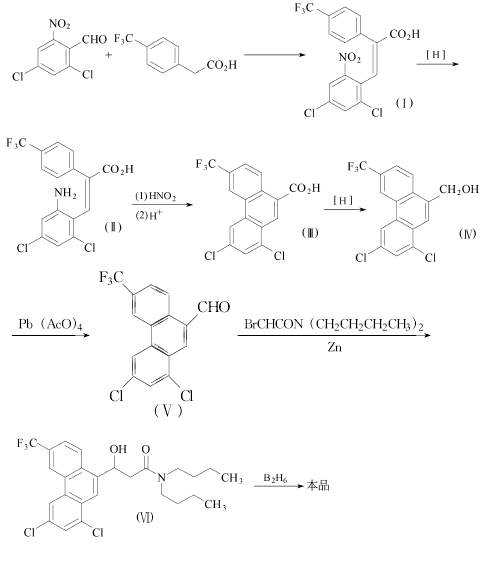 F₃C
NO₂
CHO
Cl
Cl
+
F₃C
CO₂H
CO₂H
NO₂
Cl
Cl
(Ⅰ)
[H]
F₃C
CO₂H
NH₂
Cl
Cl
(Ⅱ)
(1)HNO₂
(2)H⁺
F₃C
CO₂H
Cl
Cl
(Ⅲ)
[H]
F₃C
CH₂OH
Cl
Cl
(Ⅳ)
Pb (AcO)₄
F₃C
CHO
Cl
Cl
(Ⅴ)
BrCHCON (CH₂CH₂CH₂CH₃)₂
Zn
F₃C
OH
O
N
CH₃
CH₃
Cl
Cl
(Ⅵ)
B₂H₆
本品